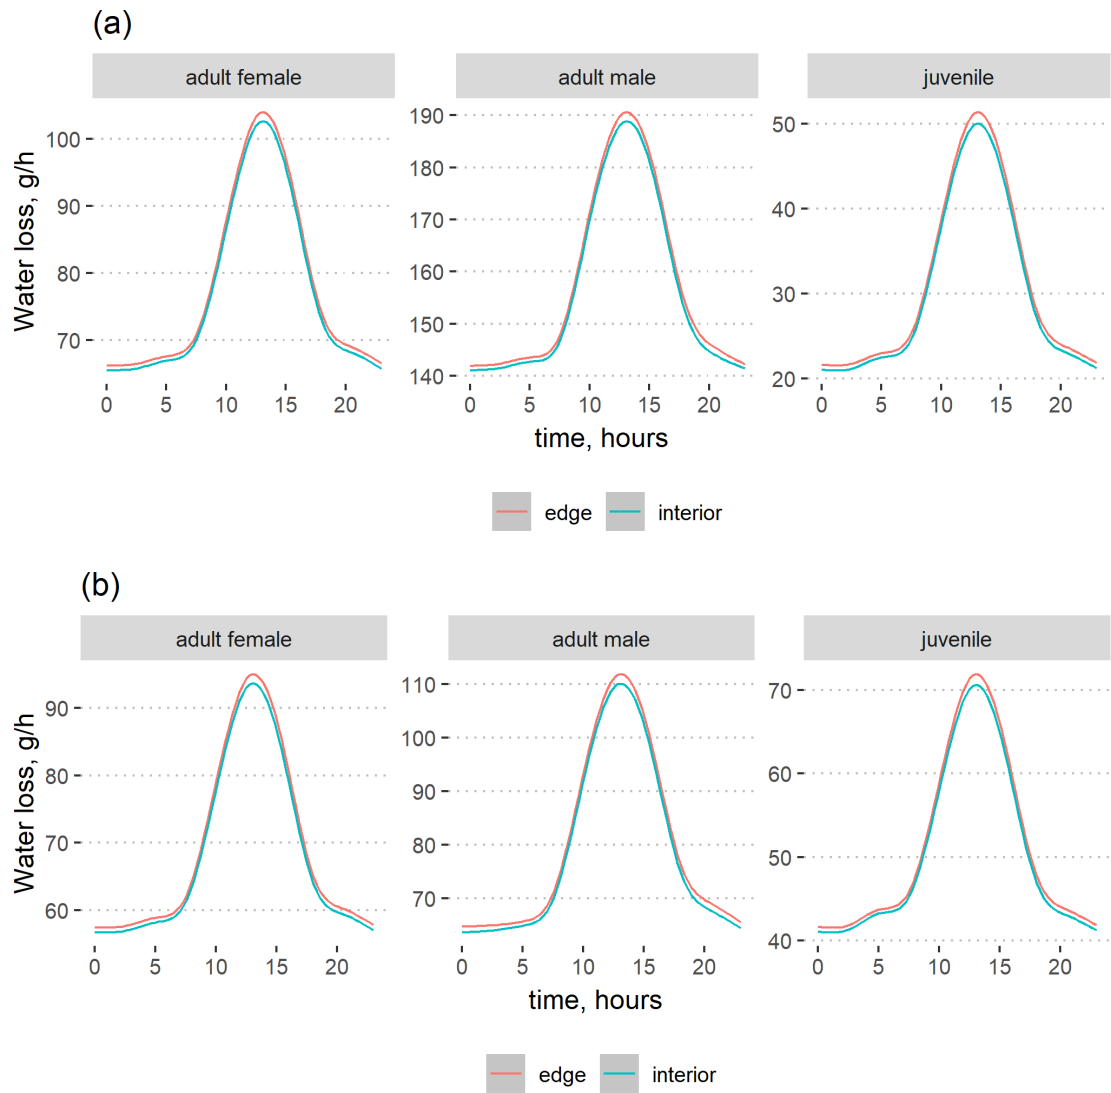 (a)
adult female adult male juvenile
Water loss, g/h
100
90
80
70
190
180
170
160
150
140
50
40
30
20
0 5 10 15 20 0 5 10 15 20 0 5 10 15 20
time, hours
edge interior
(b)
adult female adult male juvenile
Water loss, g/h
90
80
70
60
110
100
90
80
70
70
60
50
40
0 5 10 15 20 0 5 10 15 20 0 5 10 15 20
time, hours
edge interior